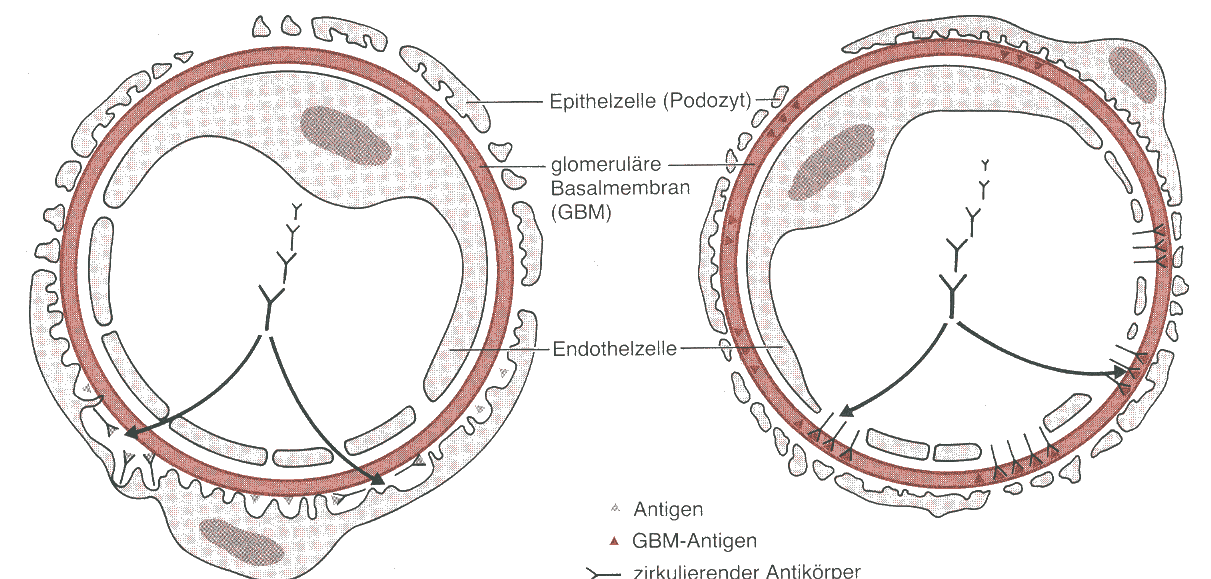 Epithelzelle (Podozyt)
glomeruläre
Basalmembran
(GBM)
Endothelzelle
Antigen
GBM-Antigen
zirkulierender Antikörper